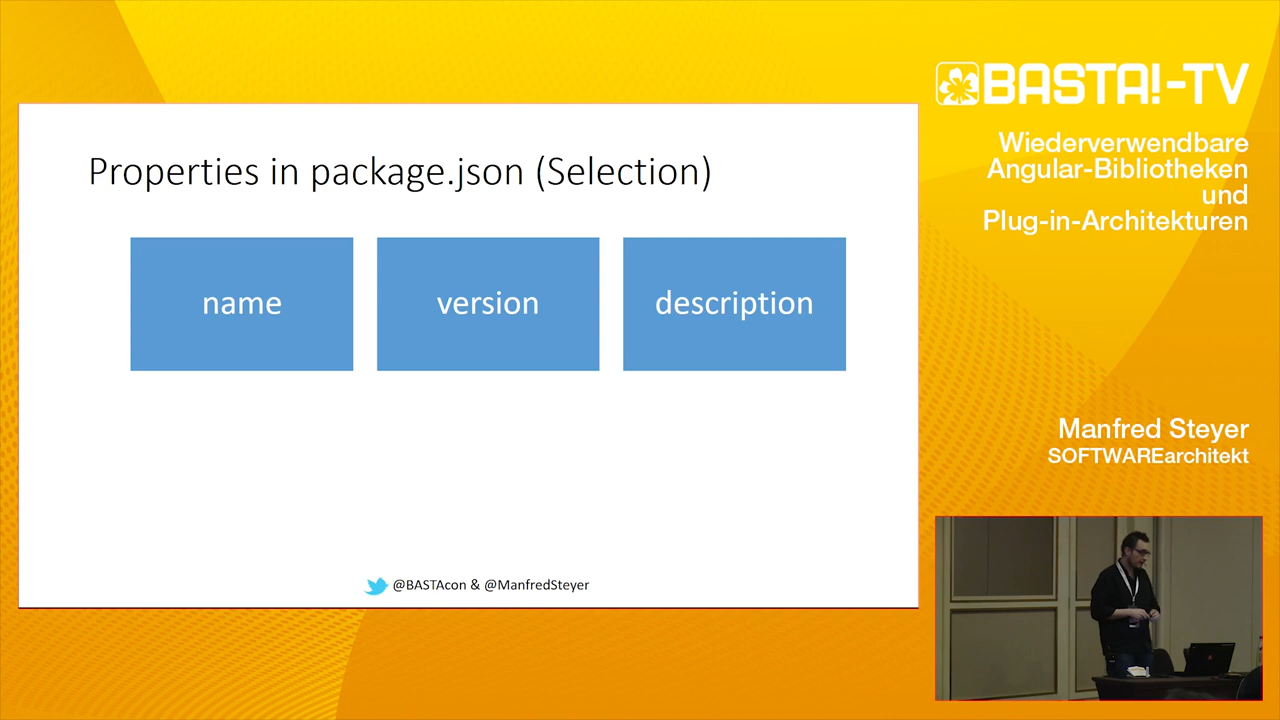 BASTA!-TV
Wiederverwendbare
Angular-Bibliotheken
und
Plug-in-Architekturen
Properties in package.json (Selection)
name
version
description
@BASTAcon & @ManfredSteyer
Manfred Steyer
SOFTWAREarchitekt